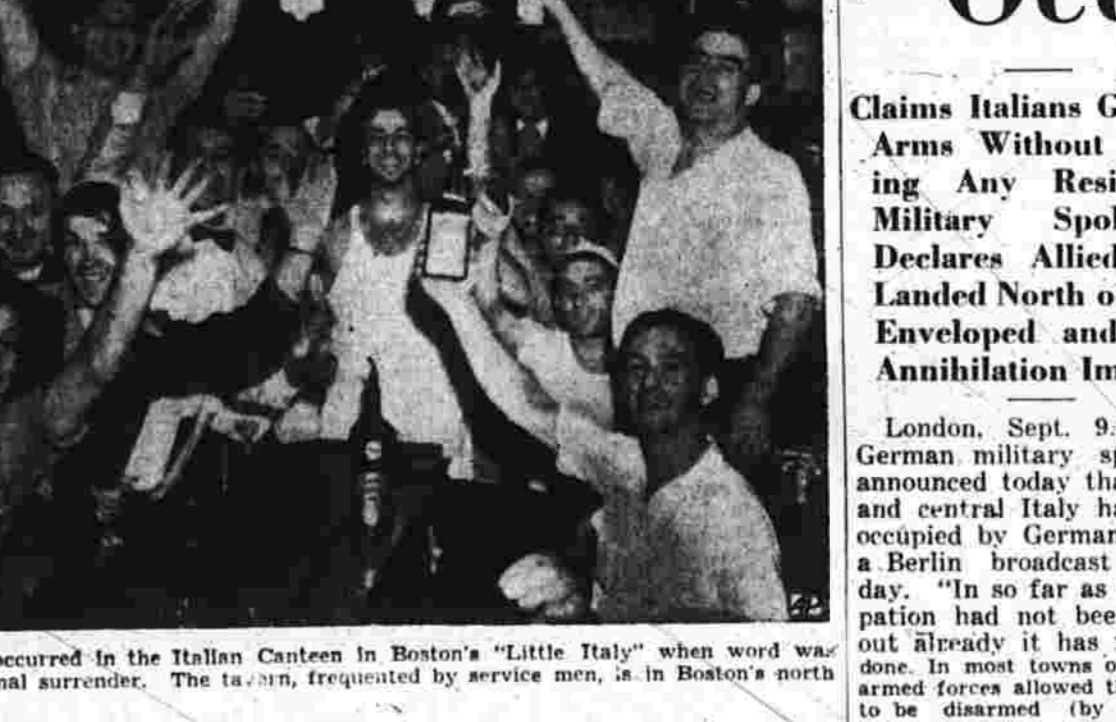 AP
occurred in the Italian Canteen in Boston's "Little Italy" when word was
nal surrender. The tavern, frequented by service men, is in Boston's north
Claims Italians G
Arms Without
ing Any Resi
Military Spo
Declares Allied
Landed North o
Enveloped and
Annihilation Im
London, Sept. 9.
German military sp
announced today tha
and central Italy ha
occupied by German
a Berlin broadcast
day. "In so far as
pation had not bee
out already it has
done. In most towns o
armed forces allowed t
to be disarmed (by